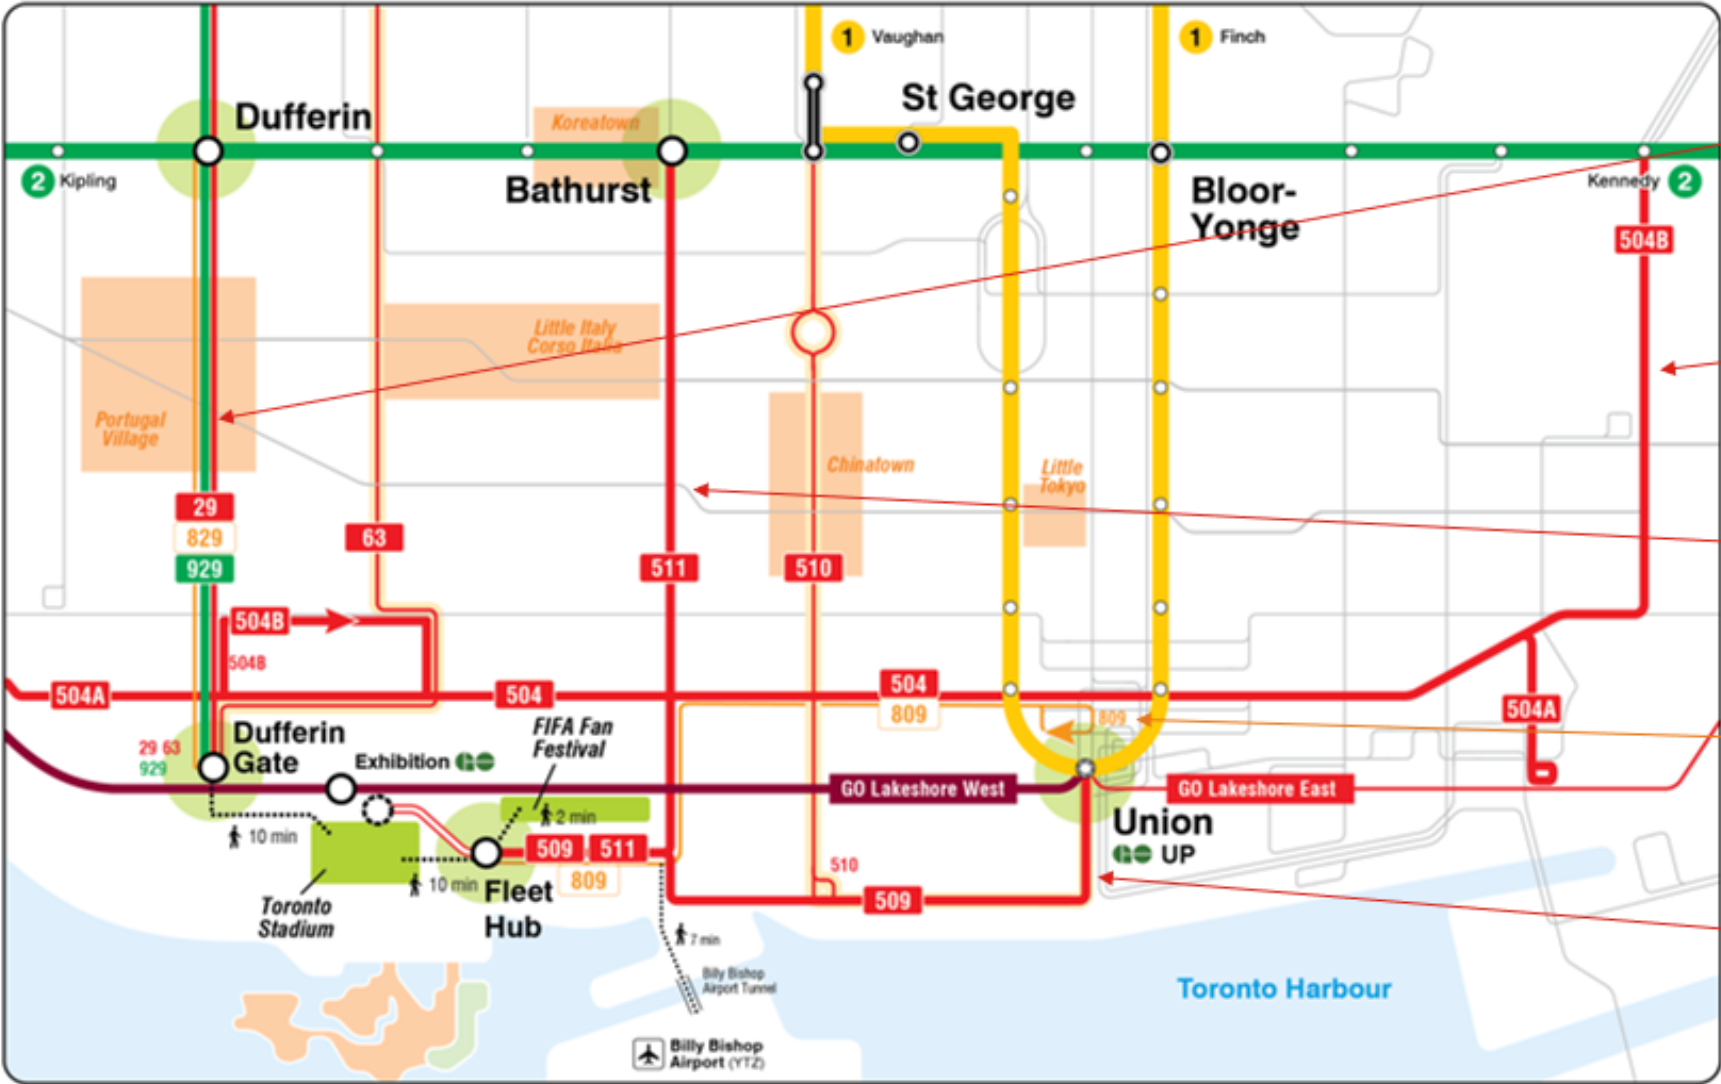 1 Vaughan
1 Finch
St George
Dufferin
Koreatown
2 Kipling
Bathurst
Bloor-
Yonge
Kennedy 2
504B
Little Italy
Corso Italia
Portugal
Village
Chinatown
Little
Tokyo
29
829
929
63
511
510
504B
504B
504A
504
504
809
809
504A
FIFA Fan
Festival
Dufferin
Gate
29 63
929
Exhibition GO
GO Lakeshore West
GO Lakeshore East
2 min
10 min
Union
GO UP
509
511
809
10 min
Fleet
Hub
510
509
Toronto
Stadium
7 min
Billy Bishop
Airport Tunnel
Toronto Harbour
Billy Bishop
Airport (YTZ)